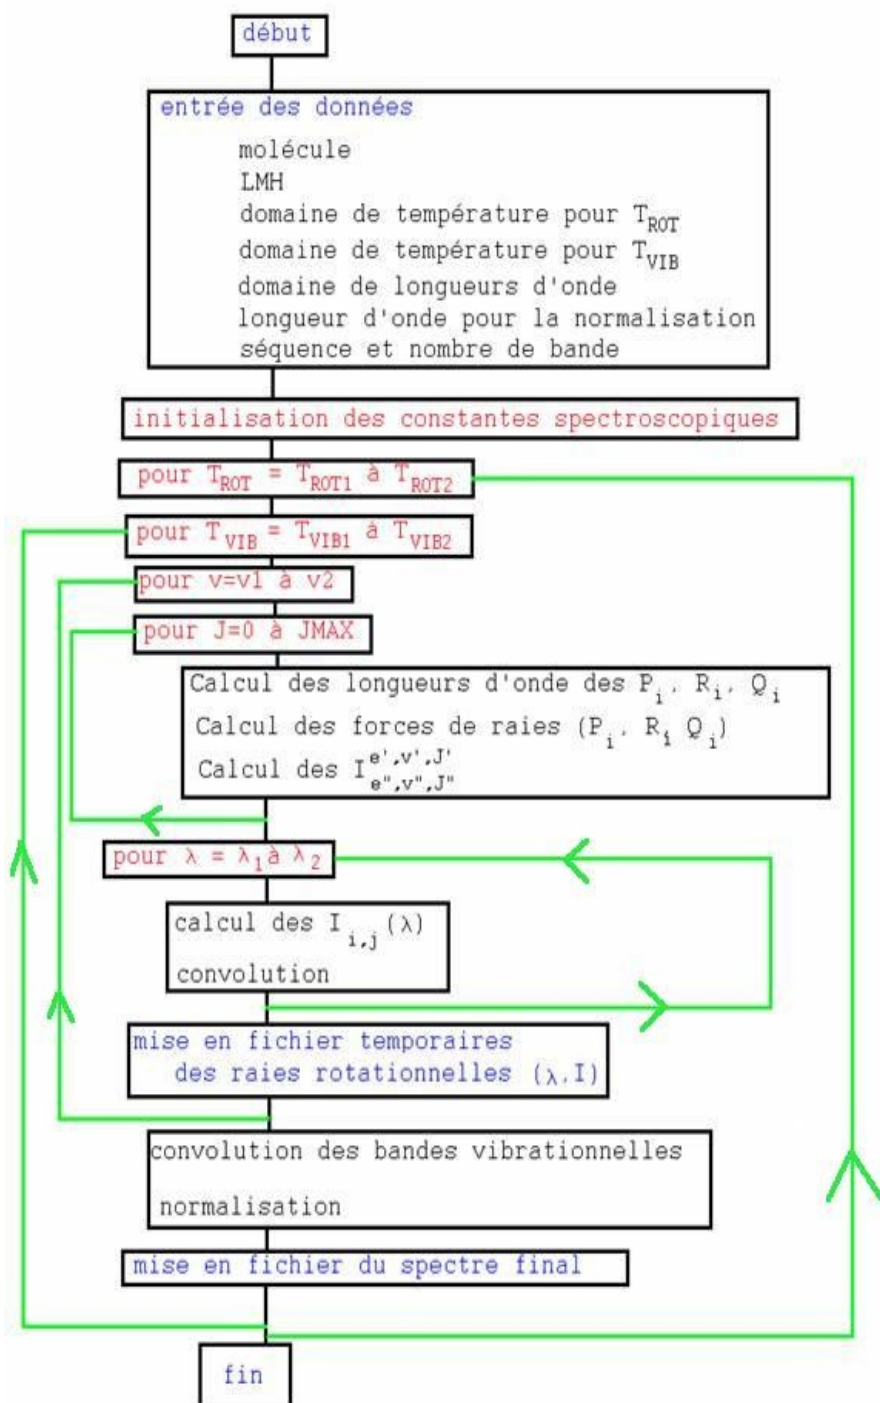 début
entrée des données
molécule
LMH
domaine de température pour T_ROT
domaine de température pour T_VIB
domaine de longueurs d'onde
longueur d'onde pour la normalisation
séquence et nombre de bande
initialisation des constantes spectroscopiques
pour T_ROT = T_ROT1 à T_ROT2
pour T_VIB = T_VIB1 à T_VIB2
pour v=v1 à v2
pour J=0 à JMAX
Calcul des longueurs d'onde des P_i, R_i, Q_i
Calcul des forces de raies (P_i, R_i Q_i)
Calcul des I^{e',v',J'}_{e",v",J"}
pour λ = λ_1 à λ_2
calcul des I_{i,j} (λ)
convolution
mise en fichier temporaires
des raies rotationnelles (λ,I)
convolution des bandes vibrationnelles
normalisation
mise en fichier du spectre final
fin